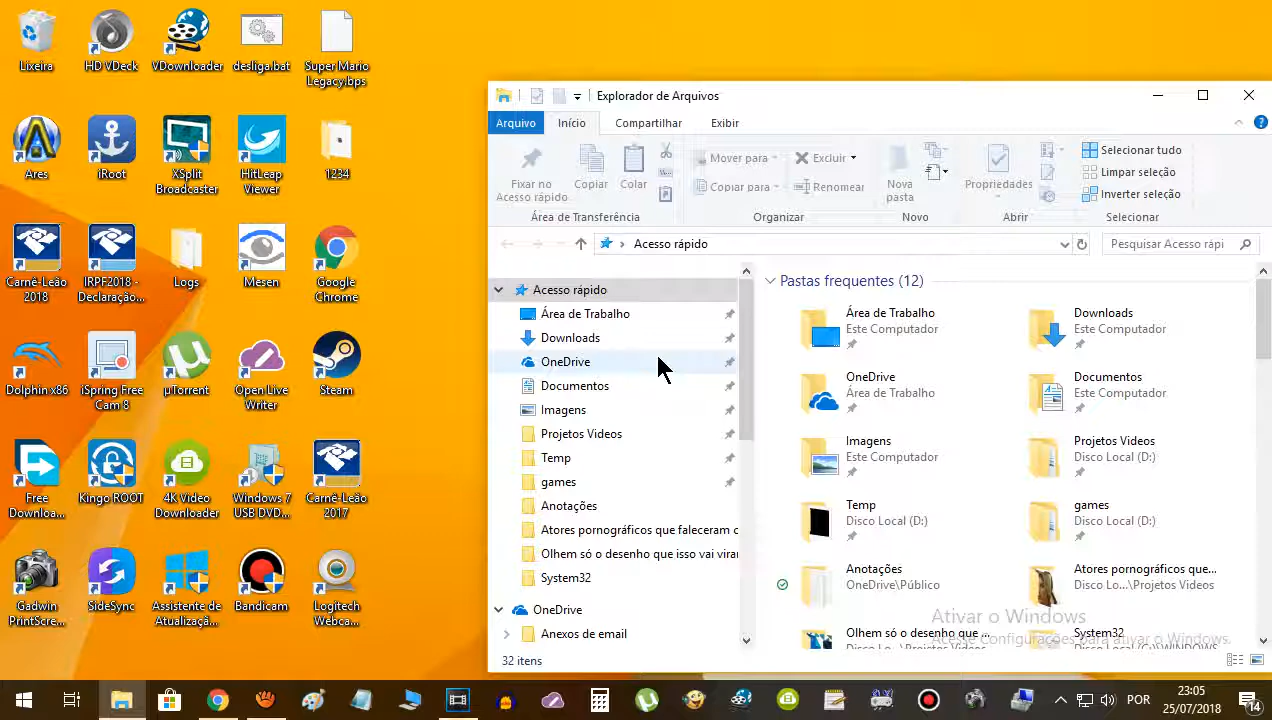 Lixeira
HD VDeck
VDownloader
desliga.bat
Super Mario
Legacy.bps
Ares
iRoot
XSplit
Broadcaster
HitLeap
Viewer
1234
Carnê-Leão
2018
IRPF2018 -
Declaração...
Logs
Mesen
Google
Chrome
Dolphin x86
iSpring Free
Cam 8
µTorrent
Open Live
Writer
Steam
Free
Downloa...
Kingo ROOT
4K Video
Downloader
Windows 7
USB DVD...
Carnê-Leão
2017
Gadwin
PrintScre...
SideSync
Assistente de
Atualizaçã...
Bandicam
Logitech
Webca...
Explorador de Arquivos
Arquivo
Início
Compartilhar
Exibir
Fixar no
Acesso rápido
Copiar
Colar
Área de Transferência
Mover para
Copiar para
Excluir
Renomear
Organizar
Nova
pasta
Novo
Propriedades
Abrir
Selecionar tudo
Limpar seleção
Inverter seleção
Selecionar
Acesso rápido
Pesquisar Acesso rápi
Acesso rápido
Área de Trabalho
Downloads
OneDrive
Documentos
Imagens
Projetos Videos
Temp
games
Anotações
Atores pornográficos que faleceram c
Olhem só o desenho que isso vai virar
System32
OneDrive
Anexos de email
Pastas frequentes (12)
Área de Trabalho
Este Computador
Downloads
Este Computador
OneDrive
Área de Trabalho
Documentos
Este Computador
Imagens
Este Computador
Projetos Videos
Disco Local (D:)
Temp
Disco Local (D:)
games
Disco Local (D:)
Anotações
OneDrive\Público
Atores pornográficos que...
Disco Lo...\Projetos Videos
Olhem só o desenho que ...
System32
Ativar o Windows
Acesse Configurações para ativar o Windows.
32 itens
POR
23:05
25/07/2018
14